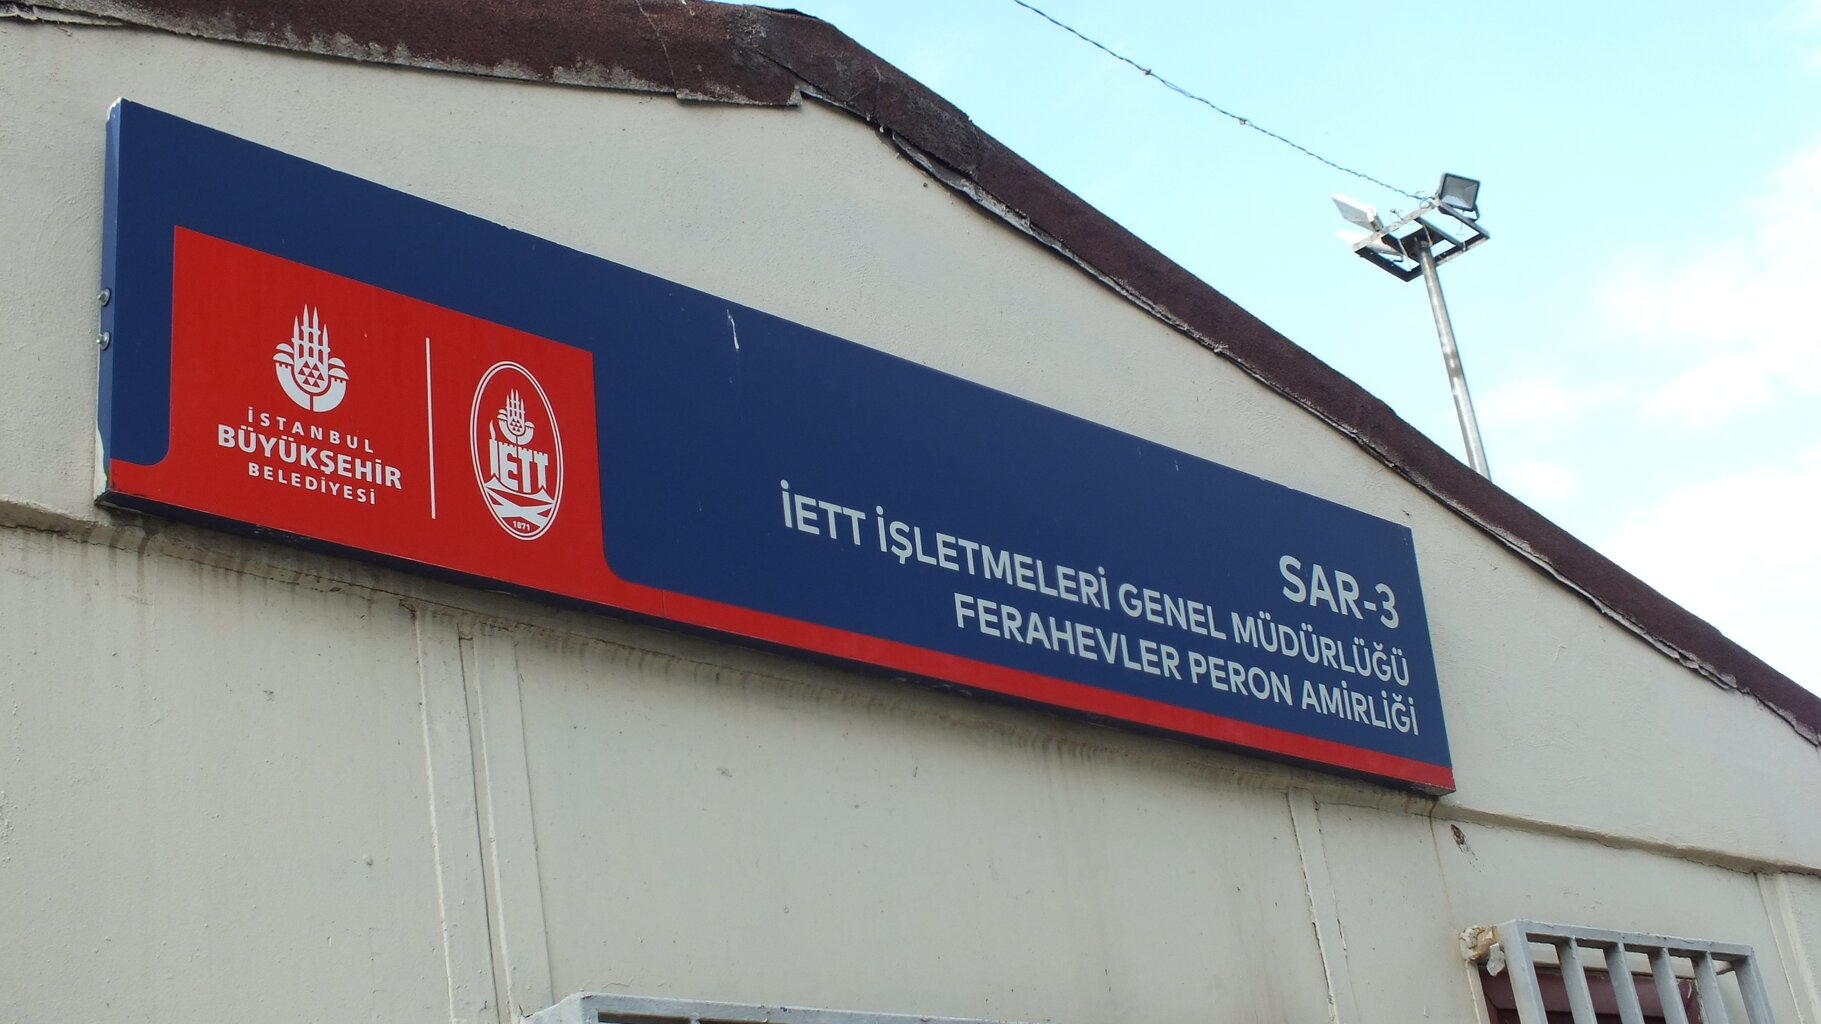 İSTANBUL
BÜYÜKŞEHİR
BELEDİYESİ
İETT
1871
SAR-3
İETT İŞLETMELERİ GENEL MÜDÜRLÜĞÜ
FERAHEVLER PERON AMİRLİĞİ